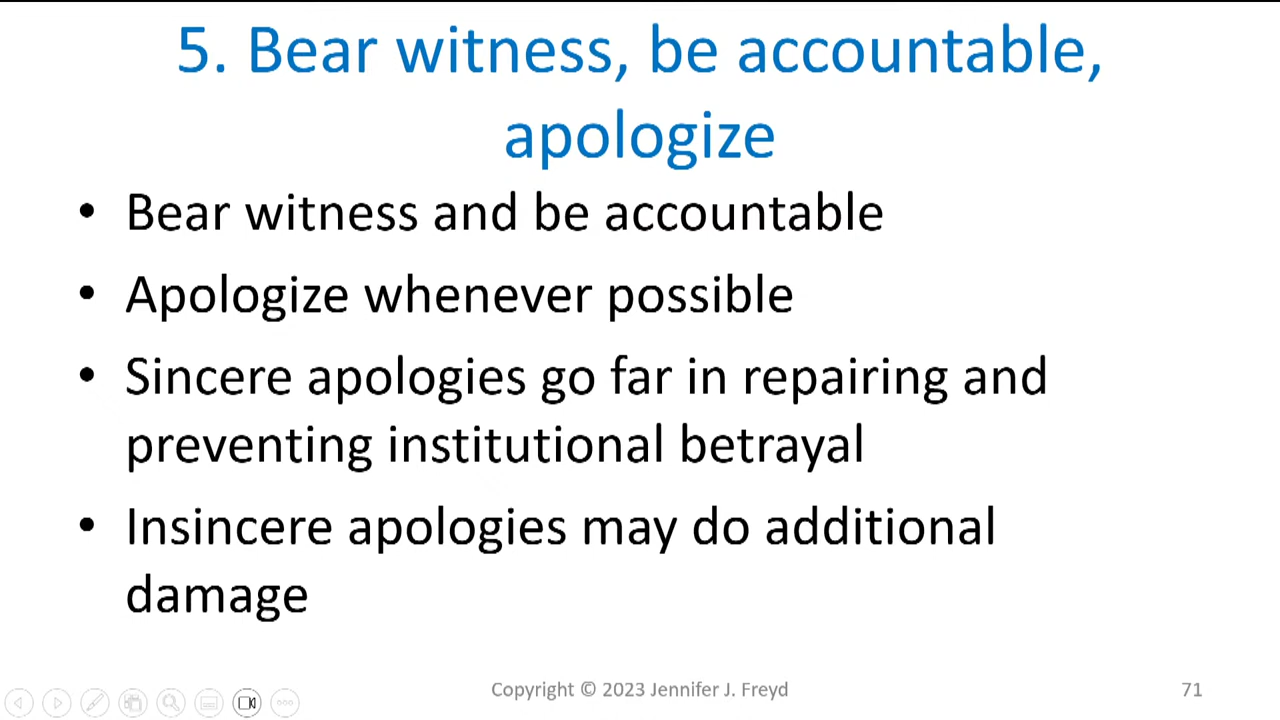 5. Bear witness, be accountable,
apologize
• Bear witness and be accountable
• Apologize whenever possible
• Sincere apologies go far in repairing and
preventing institutional betrayal
• Insincere apologies may do additional
damage
Copyright © 2023 Jennifer J. Freyd
71